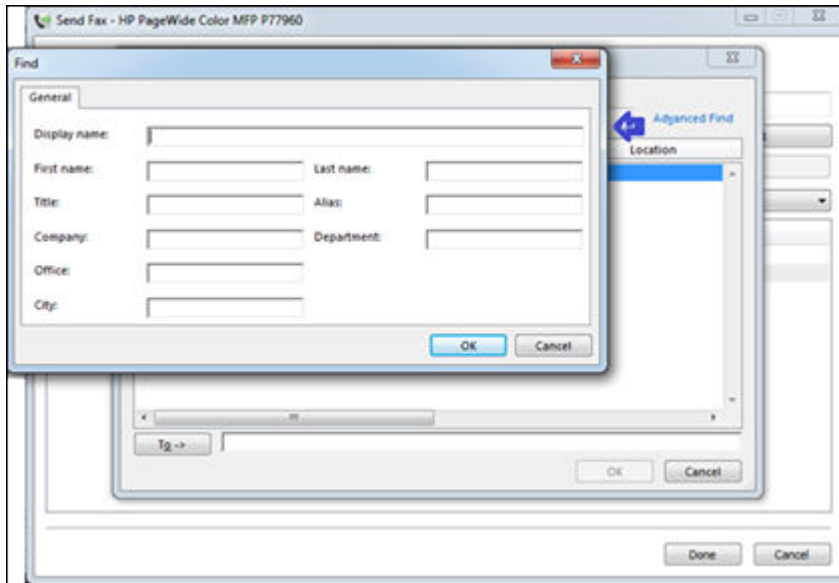 Send Fax - HP PageWide Color MFP P77960
Find
General
Advanced Find
Display name:
Location
First name: Last name:
Title: Alias:
Company: Department:
Office:
City:
OK Cancel
To ->
OK Cancel
Done Cancel